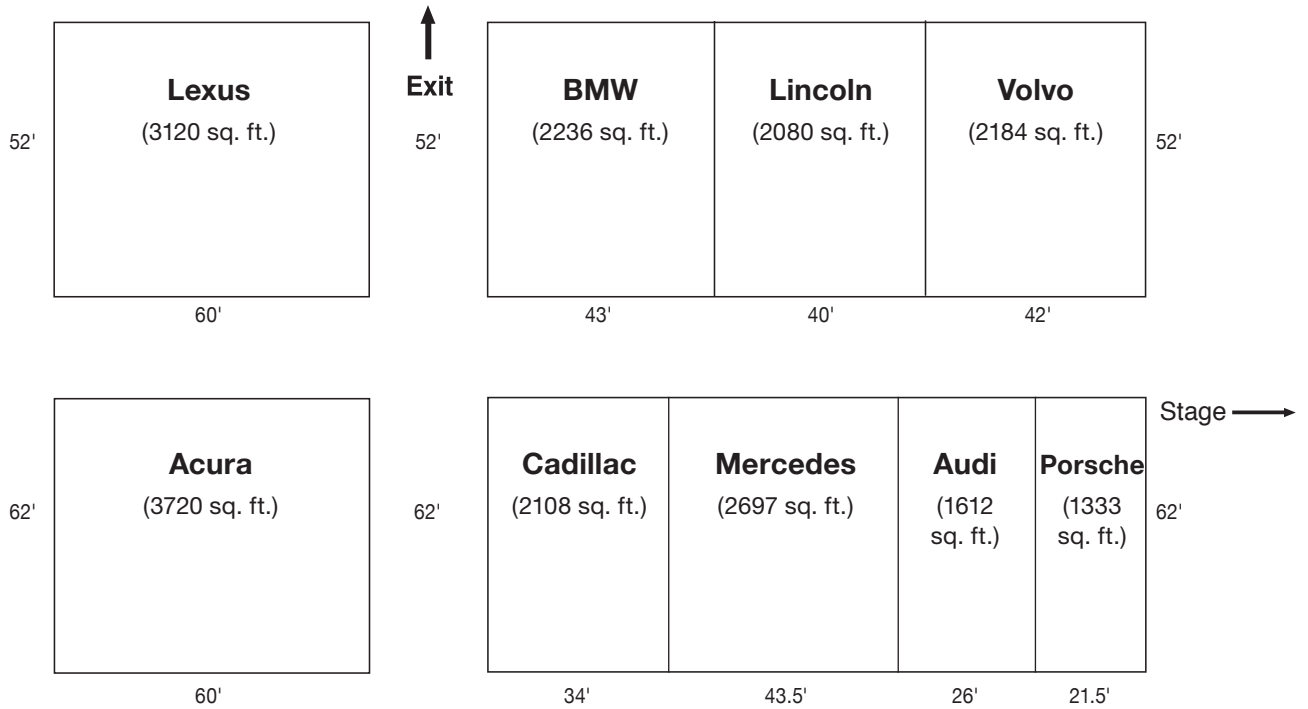 Exit
Lexus
(3120 sq. ft.)
BMW
(2236 sq. ft.)
Lincoln
(2080 sq. ft.)
Volvo
(2184 sq. ft.)
52'
52'
52'
60'
43'
40'
42'
Stage
Acura
(3720 sq. ft.)
Cadillac
(2108 sq. ft.)
Mercedes
(2697 sq. ft.)
Audi
(1612
sq. ft.)
Porsche
(1333
sq. ft.)
62'
62'
62'
60'
34'
43.5'
26'
21.5'